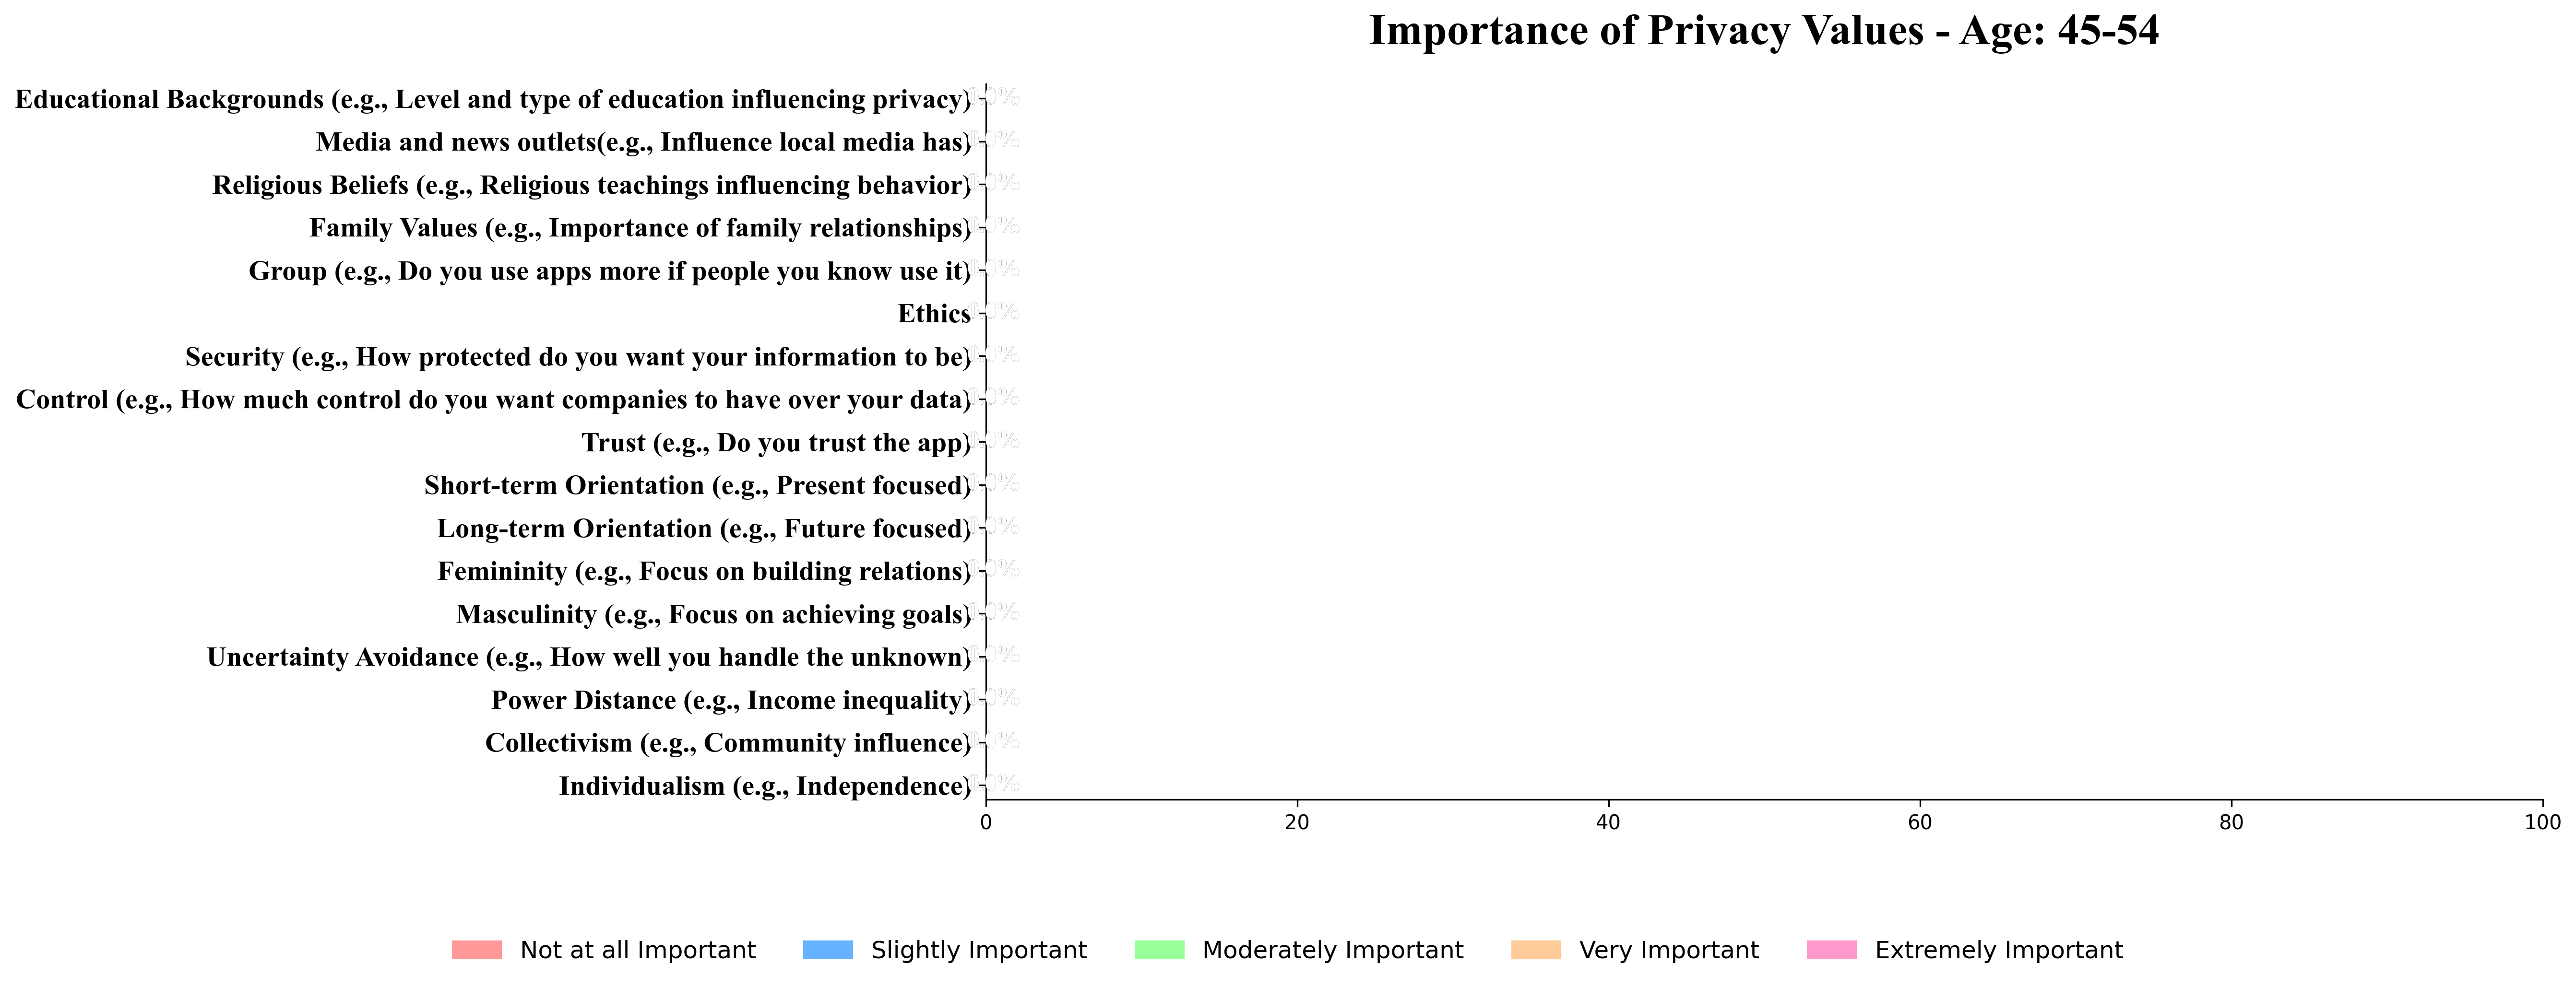 Importance of Privacy Values - Age: 45-54
Educational Backgrounds (e.g., Level and type of education influencing privacy)
Media and news outlets(e.g., Influence local media has)
Religious Beliefs (e.g., Religious teachings influencing behavior)
Family Values (e.g., Importance of family relationships)
Group (e.g., Do you use apps more if people you know use it)
Ethics
Security (e.g., How protected do you want your information to be)
Control (e.g., How much control do you want companies to have over your data)
Trust (e.g., Do you trust the app)
Short-term Orientation (e.g., Present focused)
Long-term Orientation (e.g., Future focused)
Femininity (e.g., Focus on building relations)
Masculinity (e.g., Focus on achieving goals)
Uncertainty Avoidance (e.g., How well you handle the unknown)
Power Distance (e.g., Income inequality)
Collectivism (e.g., Community influence)
Individualism (e.g., Independence)
0 20 40 60 80 100
Not at all Important Slightly Important Moderately Important Very Important Extremely Important